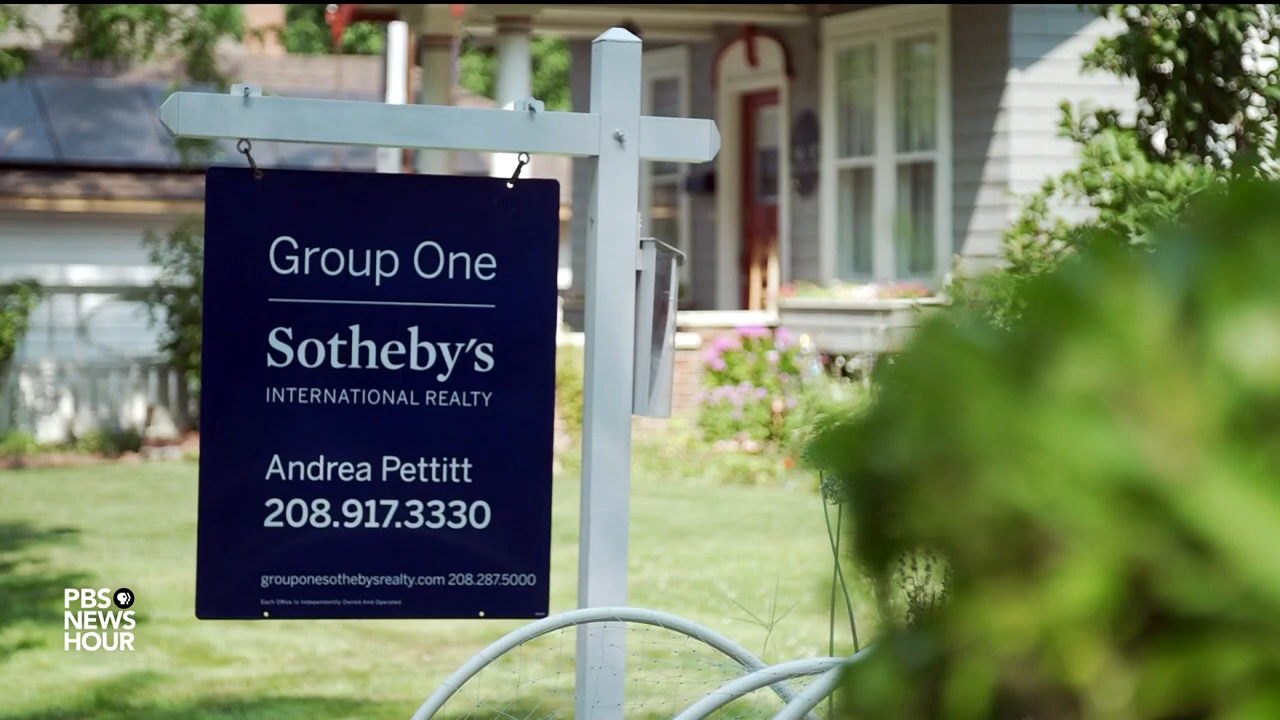 Group One
Sotheby's
INTERNATIONAL REALTY
Andrea Pettitt
208.917.3330
grouponesothebysrealty.com 208.287.5000
Each Office Is Independently Owned And Operated
PBS
NEWS
HOUR